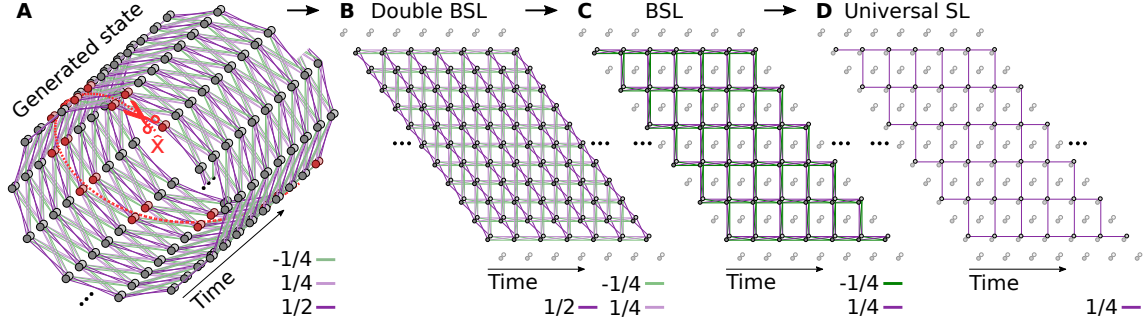 A
Generated state
x̂
...
Time
...
-1/4
1/4
1/2
B Double BSL
...
Time
1/2
-1/4
1/4
C BSL
...
...
Time
-1/4
1/4
D Universal SL
...
...
Time
1/4